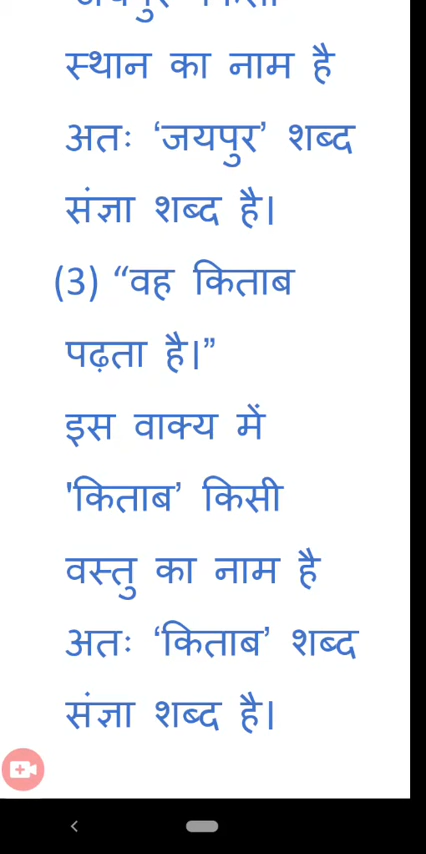 स्थान का नाम है
अतः ‘जयपुर’ शब्द
संज्ञा शब्द है।
(3) “वह किताब
पढ़ता है।”
इस वाक्य में
'किताब’ किसी
वस्तु का नाम है
अतः ‘किताब’ शब्द
संज्ञा शब्द है।